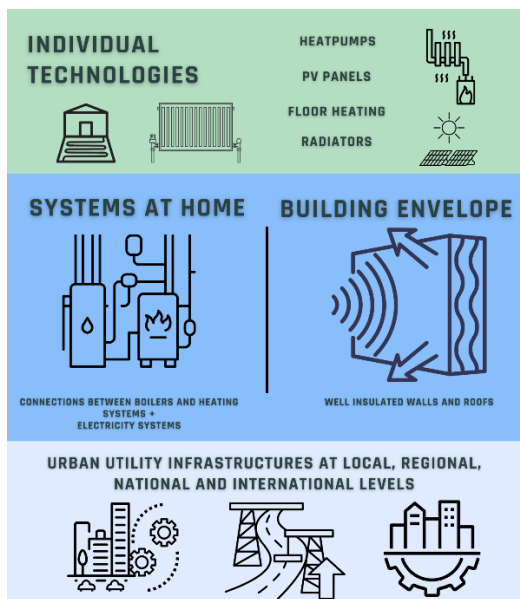 INDIVIDUAL
TECHNOLOGIES
HEATPUMPS
PV PANELS
FLOOR HEATING
RADIATORS
SYSTEMS AT HOME
CONNECTIONS BETWEEN BOILERS AND HEATING
SYSTEMS +
ELECTRICITY SYSTEMS
BUILDING ENVELOPE
WELL INSULATED WALLS AND ROOFS
URBAN UTILITY INFRASTRUCTURES AT LOCAL, REGIONAL,
NATIONAL AND INTERNATIONAL LEVELS